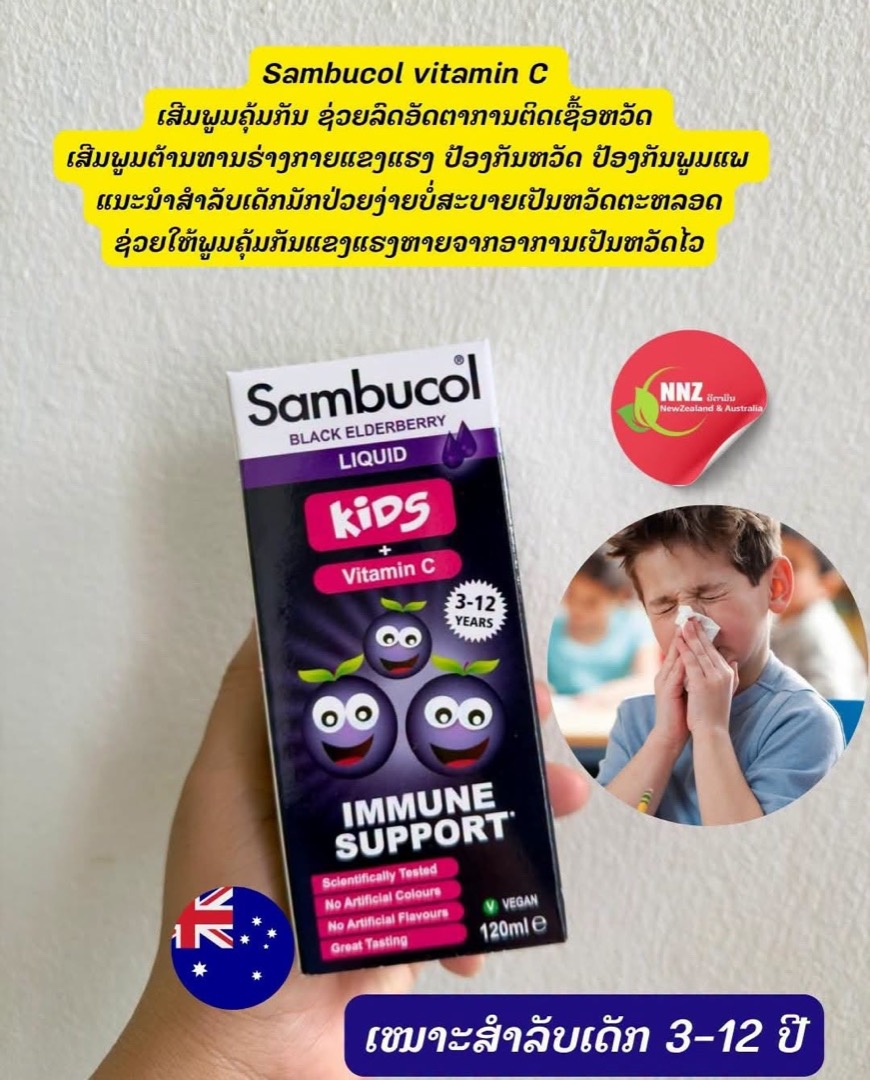 Sambucol vitamin C
ເສີມພູມຄຸ້ມກັນ ຊ່ວຍລົດອັດຕາການຕິດເຊື້ອຫວັດ
ເສີມພູມຕ້ານທານຮ່າງກາຍແຂງແຮງ ປ້ອງກັນຫວັດ ປ້ອງກັນພູມແພ
ແນະນຳສຳລັບເດັກມັກປ່ວຍງ່າຍບໍ່ສະບາຍເປັນຫວັດຕະຫລອດ
ຊ່ວຍໃຫ້ພູມຄຸ້ມກັນແຂງແຮງຫາຍຈາກອາການເປັນຫວັດໄວ
Sambucol®
BLACK ELDERBERRY
LIQUID
NNZ ວີຕາມິນ
NewZealand & Australia
KiDS
+
Vitamin C
3-12
YEARS
IMMUNE
SUPPORT*
Scientifically Tested
No Artificial Colours
No Artificial Flavours
Great Tasting
V VEGAN
120ml ℮
ເໝາະສຳລັບເດັກ 3-12 ປີ